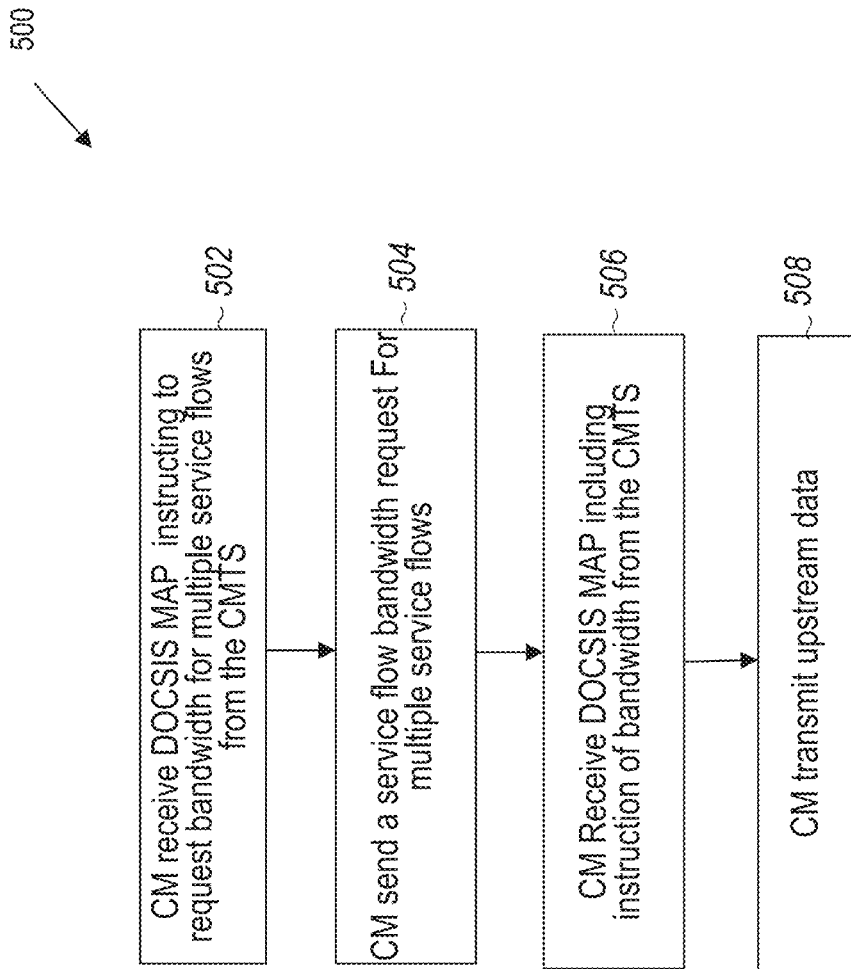 500
CM receive DOCSIS MAP instructing to
request bandwidth for multiple service flows
from the CMTS
502
CM send a service flow bandwidth request For
multiple service flows
504
CM Receive DOCSIS MAP including
instruction of bandwidth from the CMTS
506
CM transmit upstream data
508